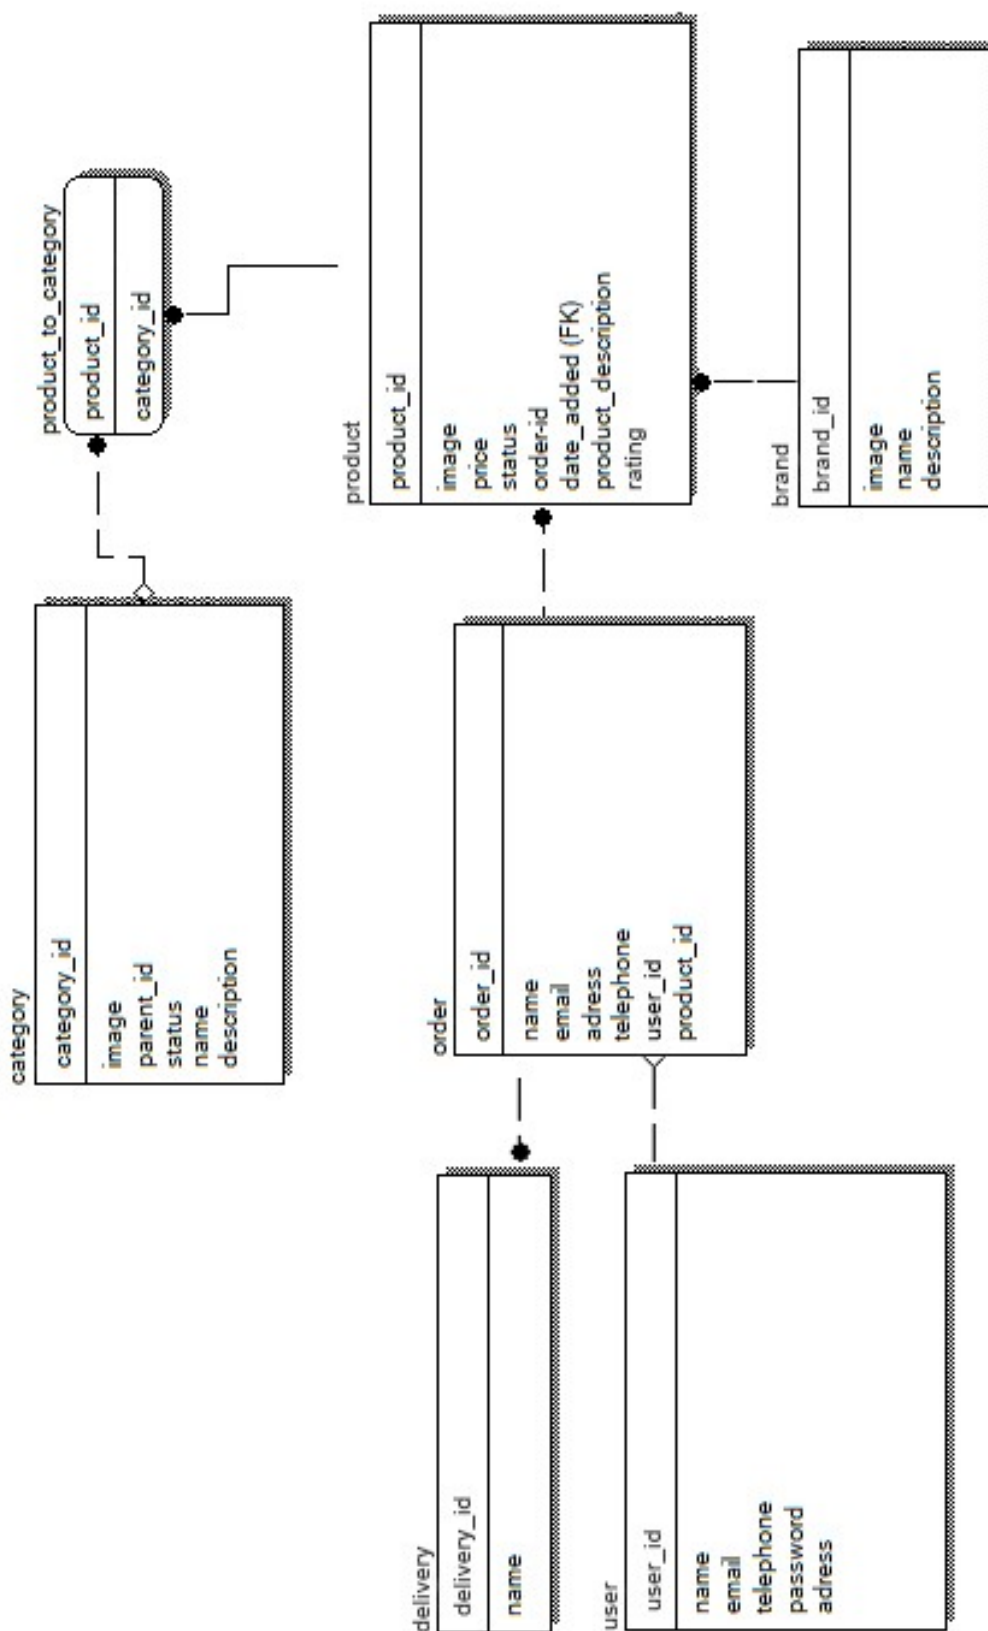 delivery
delivery_id
name
user
user_id
name
email
telephone
password
adress
category
category_id
image
parent_id
status
name
description
order
order_id
name
email
adress
telephone
user_id
product_id
product_to_category
product_id
category_id
product
product_id
image
price
status
order-id
date_added (FK)
product_description
rating
brand
brand_id
image
name
description